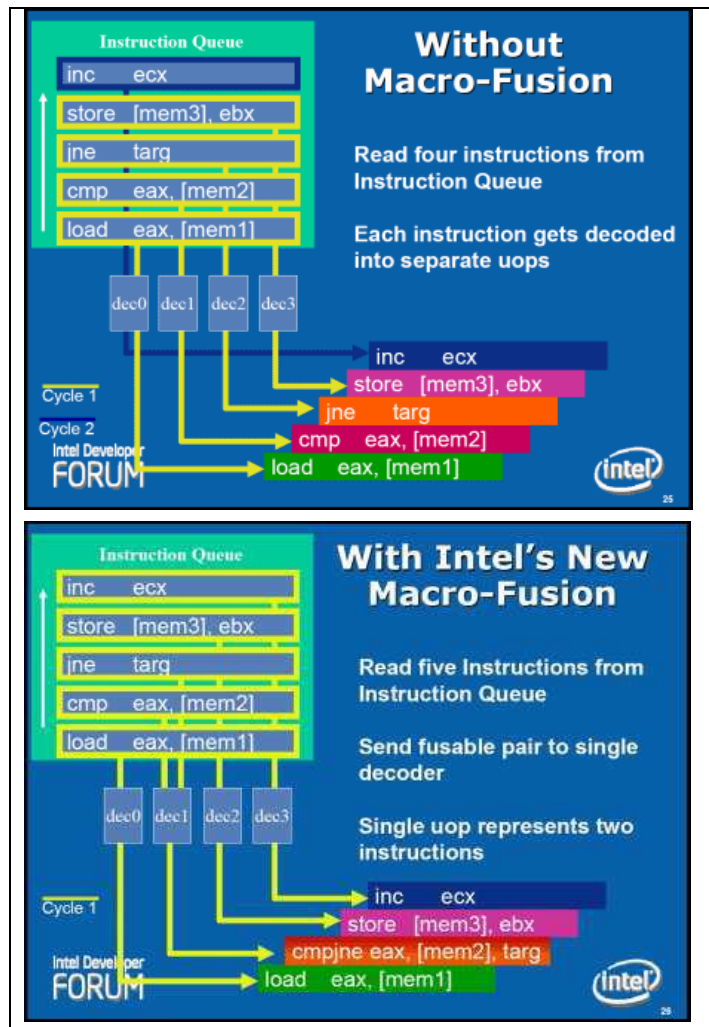 Instruction Queue
inc ecx
store [mem3], ebx
jne targ
cmp eax, [mem2]
load eax, [mem1]
dec0 dec1 dec2 dec3
Without
Macro-Fusion
Read four instructions from
Instruction Queue
Each instruction gets decoded
into separate uops
inc ecx
store [mem3], ebx
jne targ
cmp eax, [mem2]
load eax, [mem1]
Cycle 1
Cycle 2
Intel Developer
FORUM
intel
25
Instruction Queue
inc ecx
store [mem3], ebx
jne targ
cmp eax, [mem2]
load eax, [mem1]
dec0 dec1 dec2 dec3
With Intel's New
Macro-Fusion
Read five Instructions from
Instruction Queue
Send fusable pair to single
decoder
Single uop represents two
instructions
inc ecx
store [mem3], ebx
cmpjne eax, [mem2], targ
load eax, [mem1]
Cycle 1
Intel Developer
FORUM
intel
26